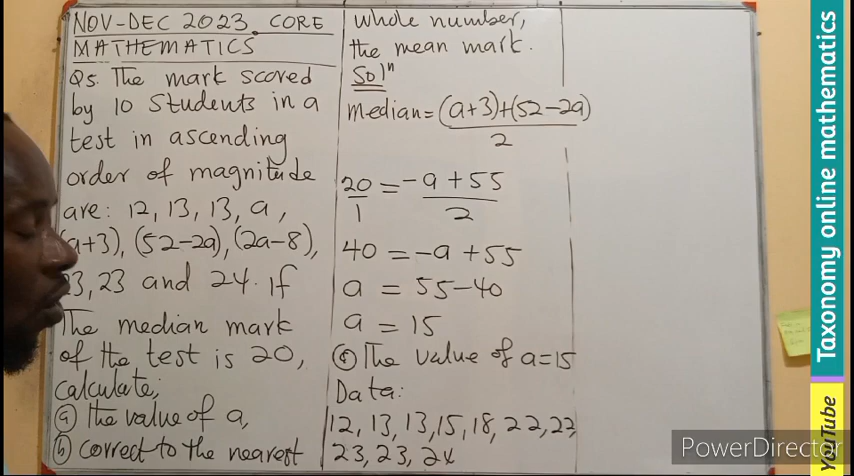 NOV-DEC 2023. CORE
MATHEMATICS
Q5. The mark scored
by 10 students in a
test in ascending
order of magnitude
are: 12, 13, 13, a,
a+3), (52-2a), (2a-8),
23, 23 and 24. If
The median mark
of the test is 20,
calculate;
(a) the value of a,
(b) correct to the nearest
whole number,
the mean mark.
Solⁿ
median = (a+3)+(52-2a)
2
20 = -a + 55
1 2
40 = -a + 55
a = 55-40
a = 15
The value of a=15
Data:
12, 13, 13, 15, 18, 22, 22,
23, 23, 24
Taxonomy online mathematics
YouTube
PowerDirector